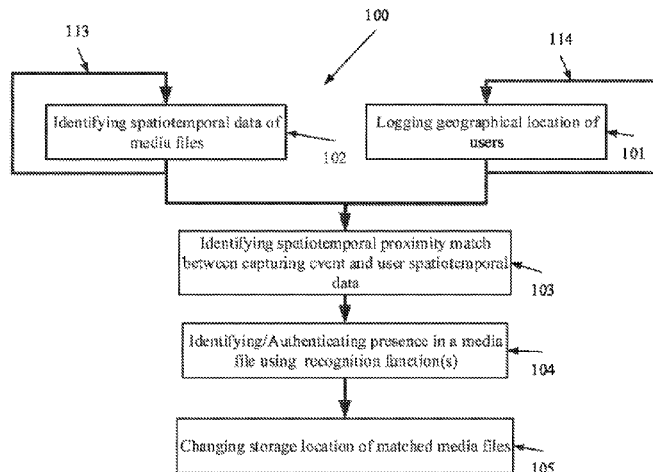 113
100
114
Identifying spatiotemporal data of
media files
102
Logging geographical location of
users
101
Identifying spatiotemporal proximity match
between capturing event and user spatiotemporal
data
103
Identifying/Authenticating presence in a media
file using recognition function(s)
104
Changing storage location of matched media files
105